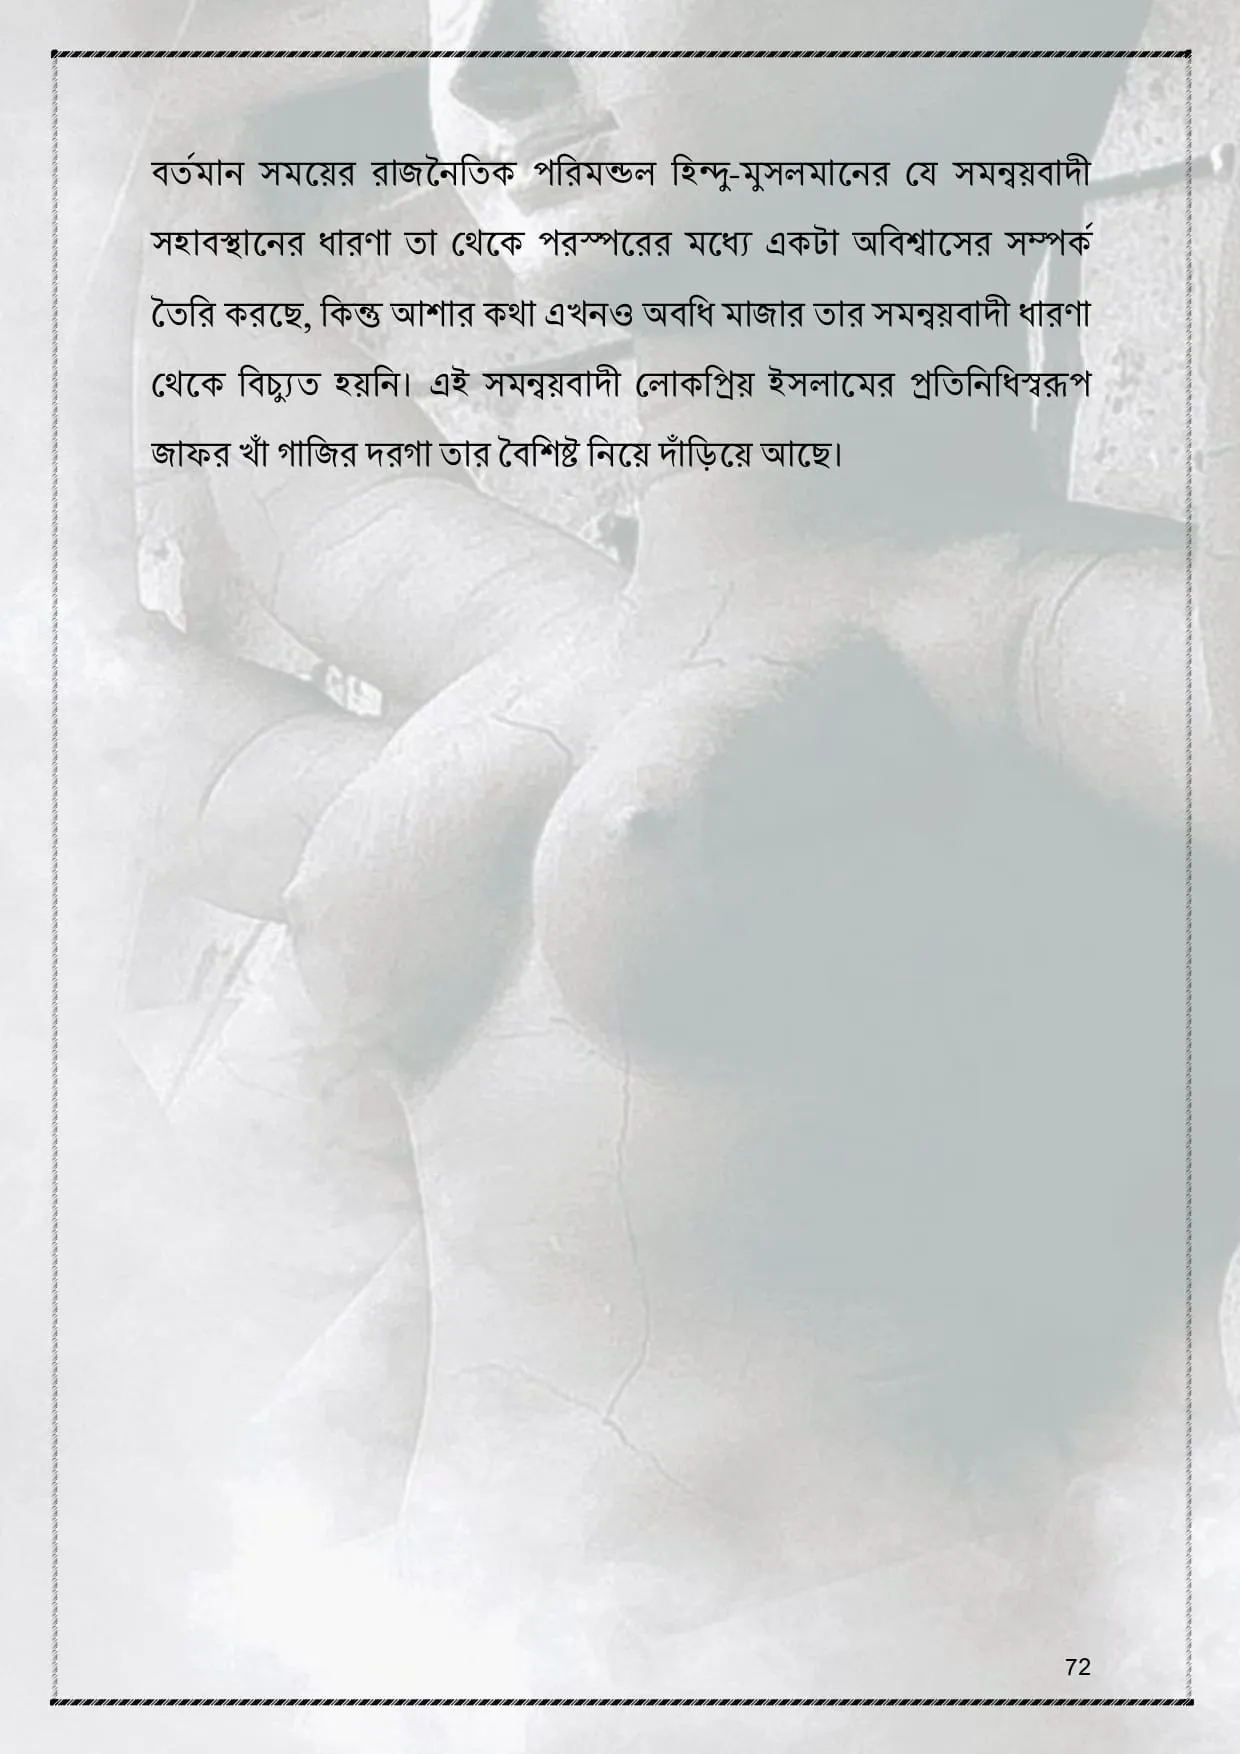 বর্তমান সময়ের রাজনৈতিক পরিমন্ডল হিন্দু-মুসলমানের যে সমন্বয়বাদী
সহাবস্থানের ধারণা তা থেকে পরস্পরের মধ্যে একটা অবিশ্বাসের সম্পর্ক
তৈরি করছে, কিন্তু আশার কথা এখনও অবধি মাজার তার সমন্বয়বাদী ধারণা
থেকে বিচ্যুত হয়নি। এই সমন্বয়বাদী লোকপ্রিয় ইসলামের প্রতিনিধিস্বরূপ
জাফর খাঁ গাজির দরগা তার বৈশিষ্ট নিয়ে দাঁড়িয়ে আছে।
72